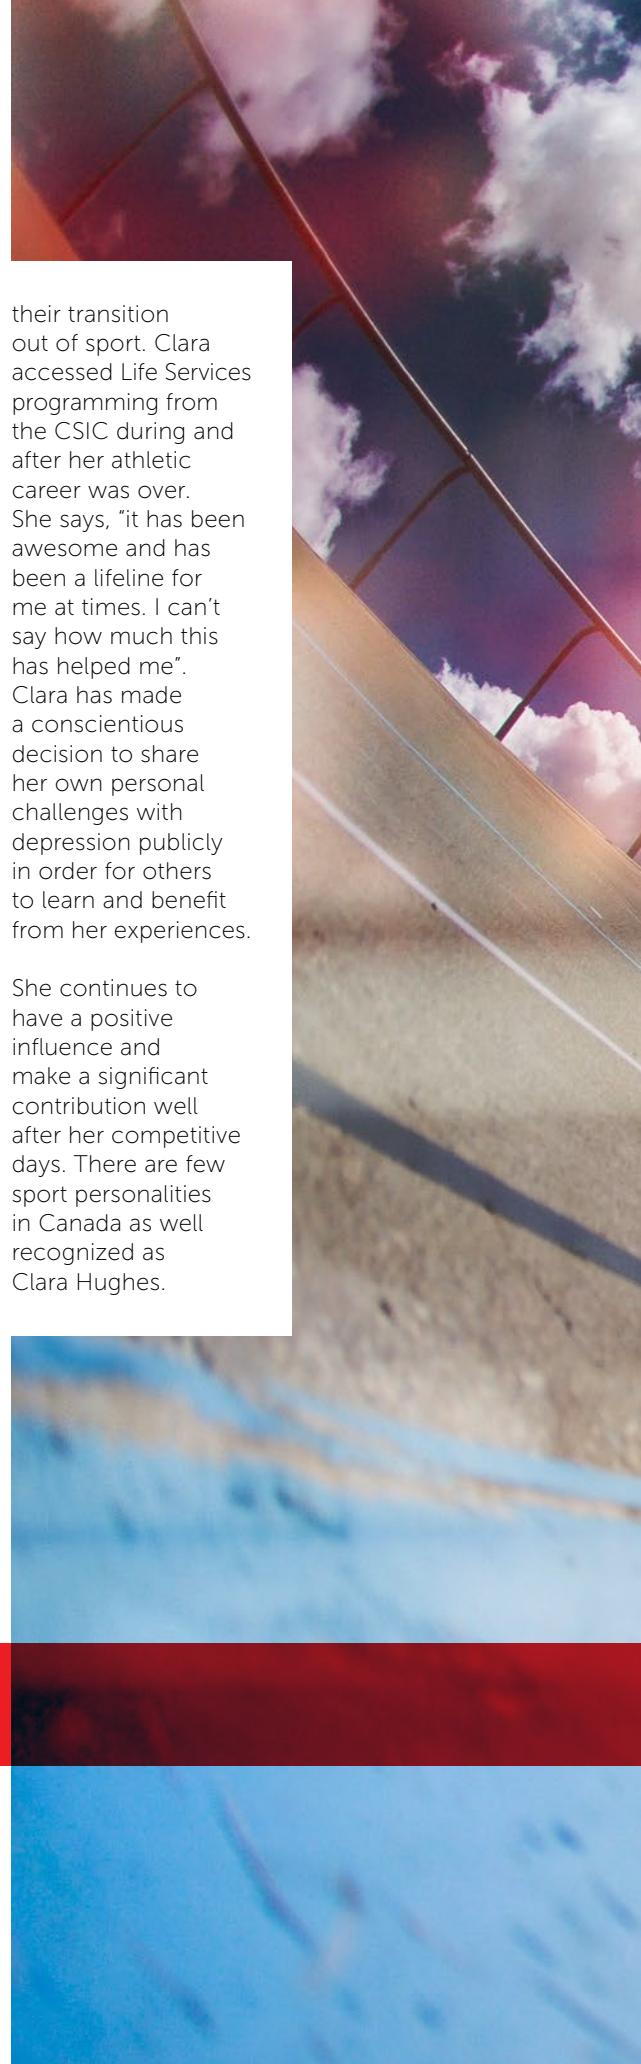 their transition
out of sport. Clara
accessed Life Services
programming from
the CSIC during and
after her athletic
career was over.
She says, “it has been
awesome and has
been a lifeline for
me at times. I can’t
say how much this
has helped me”.
Clara has made
a conscientious
decision to share
her own personal
challenges with
depression publicly
in order for others
to learn and benefit
from her experiences.

She continues to
have a positive
influence and
make a significant
contribution well
after her competitive
days. There are few
sport personalities
in Canada as well
recognized as
Clara Hughes.